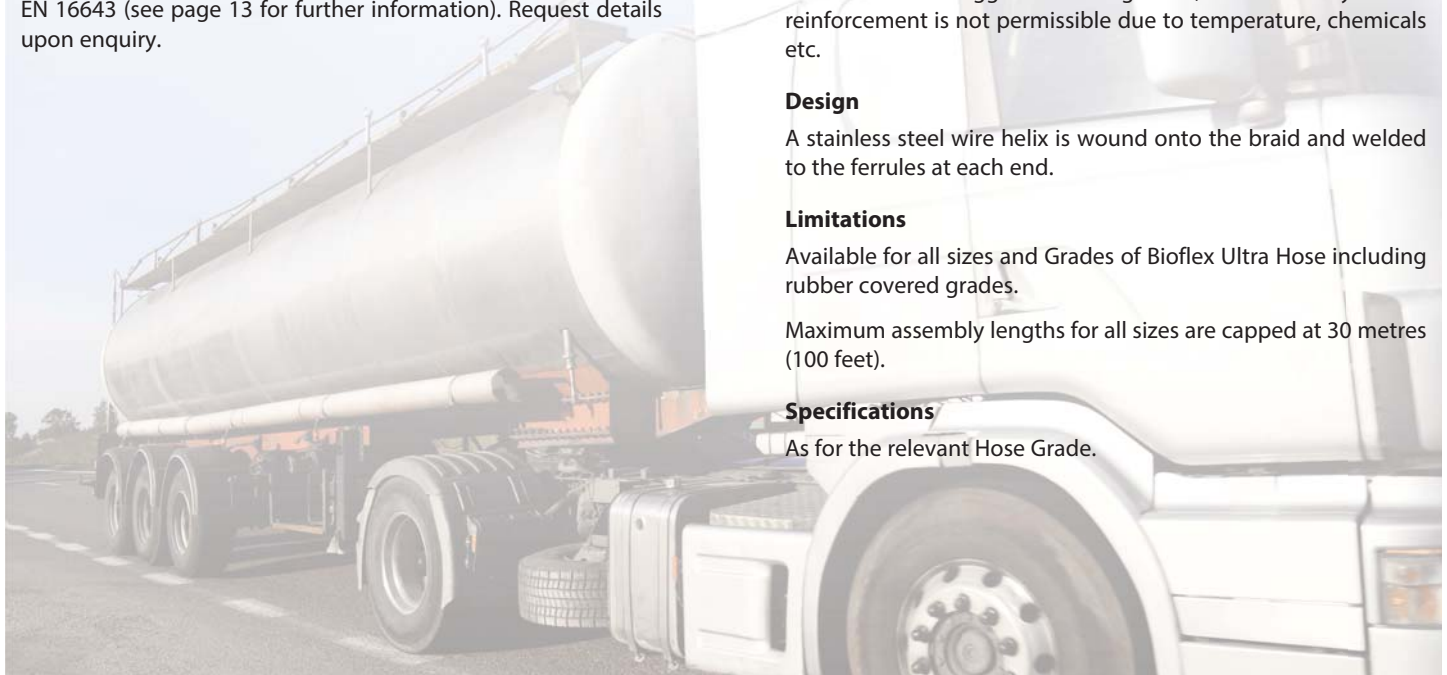 EN 16643 (see page 13 for further information). Request details
upon enquiry.
reinforcement is not permissible due to temperature, chemicals
etc.
Design
A stainless steel wire helix is wound onto the braid and welded
to the ferrules at each end.
Limitations
Available for all sizes and Grades of Bioflex Ultra Hose including
rubber covered grades.
Maximum assembly lengths for all sizes are capped at 30 metres
(100 feet).
Specifications
As for the relevant Hose Grade.